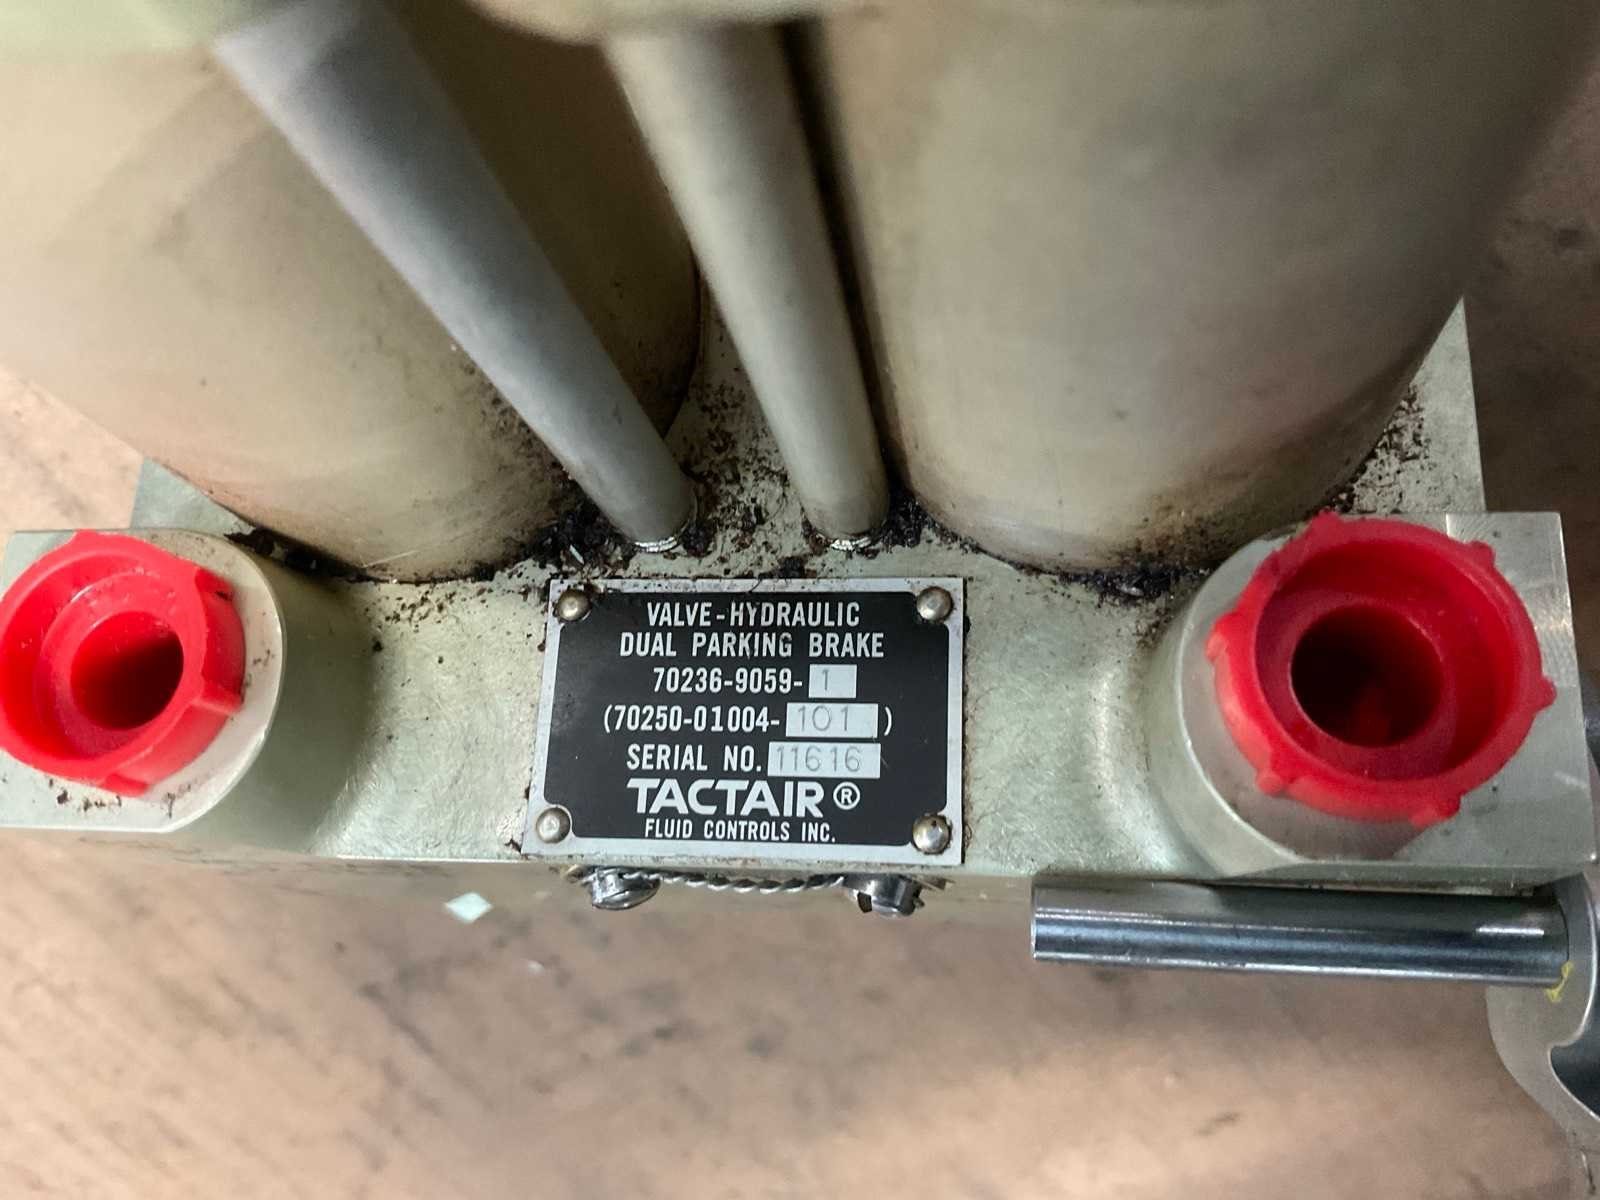 VALVE-HYDRAULIC
DUAL PARKING BRAKE
70236-9059-1
(70250-01004-101)
SERIAL NO. 11616
TACTAIR®
FLUID CONTROLS INC.